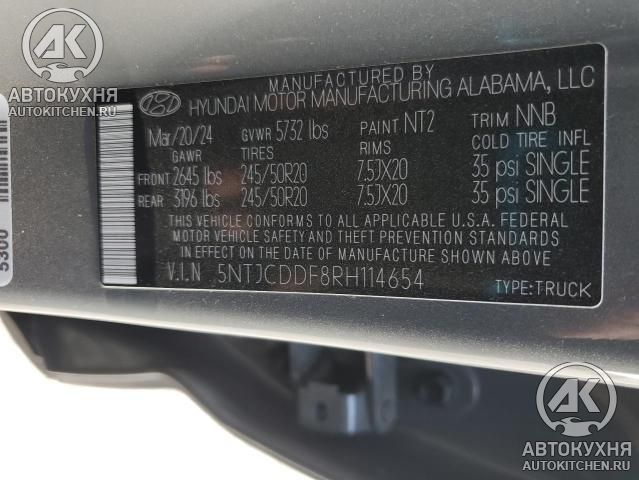 AK
АВТОКУХНЯ
AUTOKITCHEN.RU
MANUFACTURED BY
HYUNDAI MOTOR MANUFACTURING ALABAMA, LLC
Mar/20/24 GVWR 5732 lbs PAINT NT2 TRIM NNB
GAWR TIRES RIMS COLD TIRE INFL
FRONT 2645 lbs 245/50R20 7.5JX20 35 psi SINGLE
REAR 3196 lbs 245/50R20 7.5JX20 35 psi SINGLE
THIS VEHICLE CONFORMS TO ALL APPLICABLE U.S.A. FEDERAL
MOTOR VEHICLE SAFETY AND THEFT PREVENTION STANDARDS
IN EFFECT ON THE DATE OF MANUFACTURE SHOWN ABOVE
V.I.N 5NTJCDDF8RH114654
TYPE:TRUCK
5300
AK
АВТОКУХНЯ
AUTOKITCHEN.RU